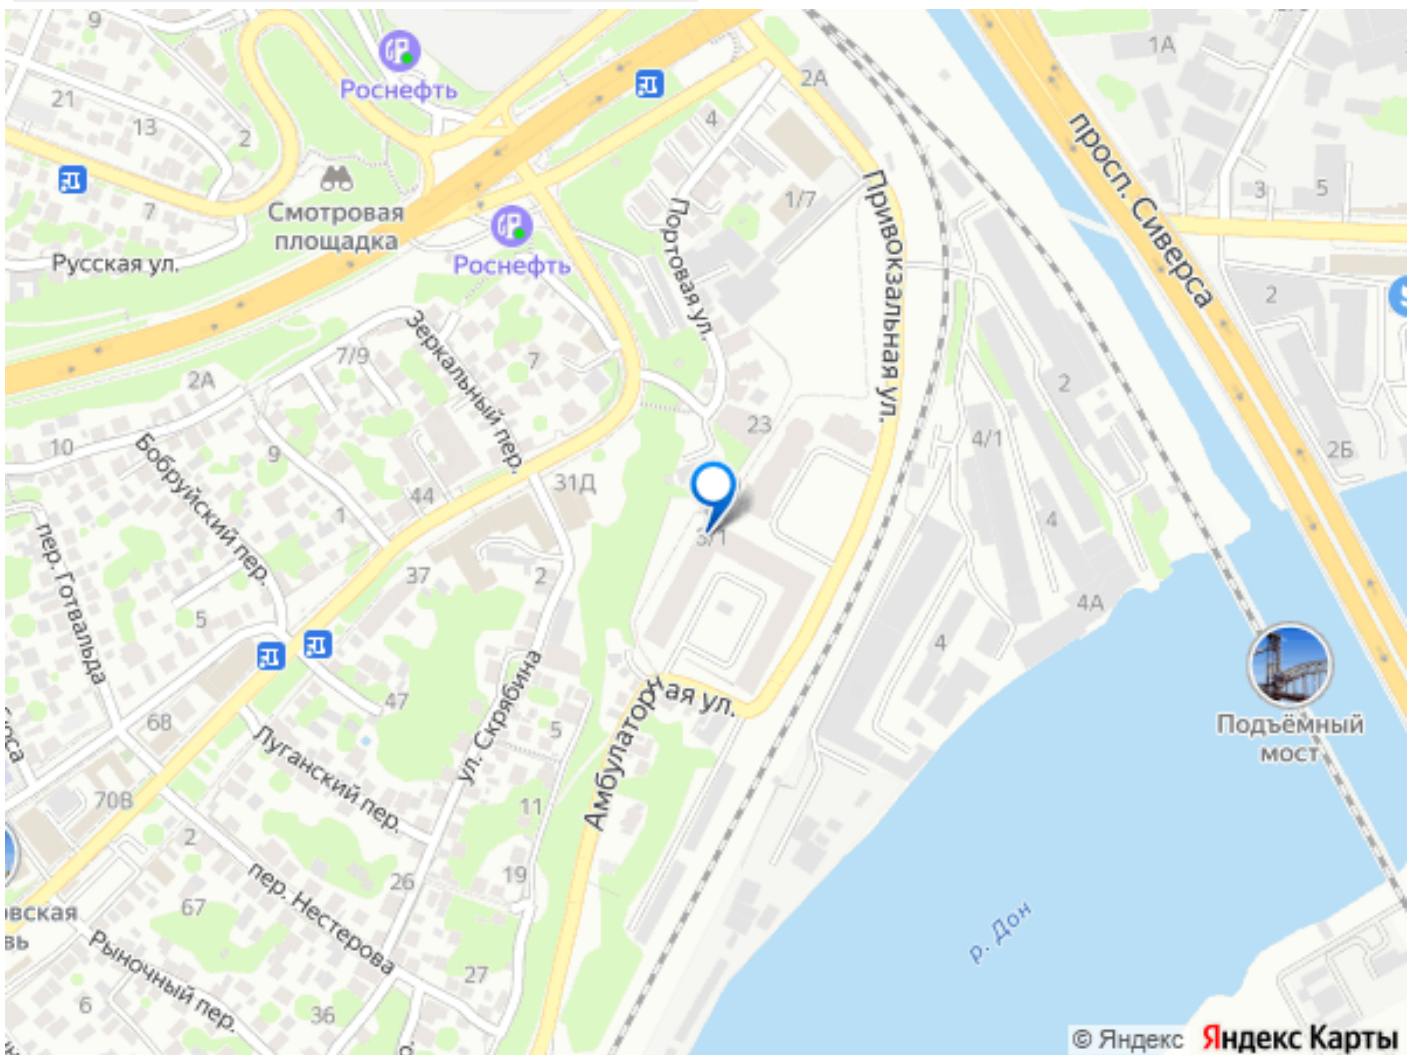 1А
2А
Роснефть
21
13
2
4
просп. Сиверса
Привокзальная ул.
3
5
7
Смотровая
площадка
1/7
Портовая ул.
Русская ул.
Роснефть
2
7/9
Зеркальный пер.
7
2А
2
10
Бобруйский пер.
9
23
4/1
2Б
31Д
44
1
4
3/1
пер. Готвальда
37
2
4А
5
4
ул. Скрябина
47
Амбулаторная ул.
68
5
Подъёмный
мост
Луганский пер.
70В
11
2
26
19
пер. Нестерова
67
вская
вь
р. Дон
Рыночный пер.
27
6
36
© Яндекс Яндекс Карты